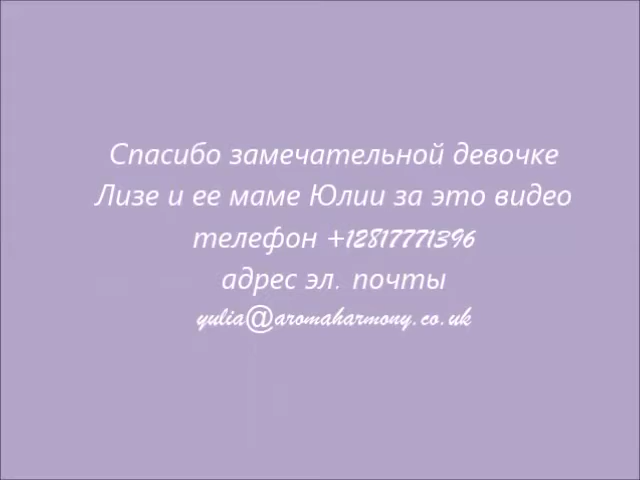 Спасибо замечательной девочке
Лизе и ее маме Юлии за это видео
телефон +12817771396
адрес эл. почты
yulia@aromaharmony.co.uk